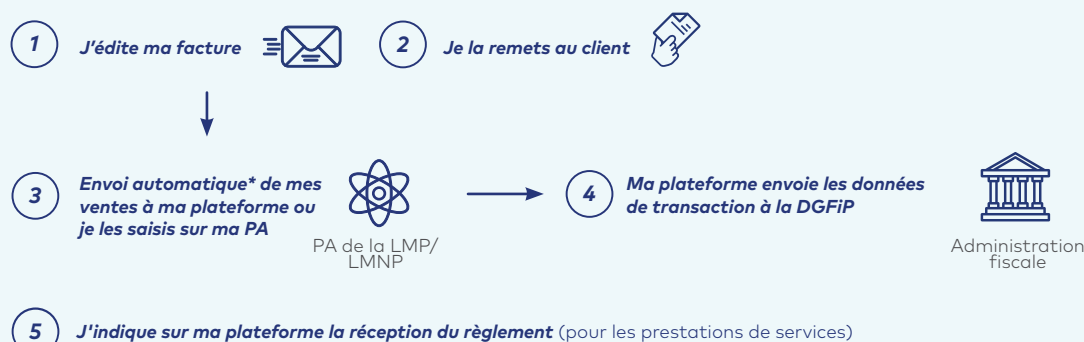 1 J'édite ma facture
2 Je la remets au client
3 Envoi automatique* de mes
ventes à ma plateforme ou
je les saisis sur ma PA
PA de la LMP/
LMNP
4 Ma plateforme envoie les données
de transaction à la DGFiP
Administration
fiscale
5 J'indique sur ma plateforme la réception du règlement (pour les prestations de services)